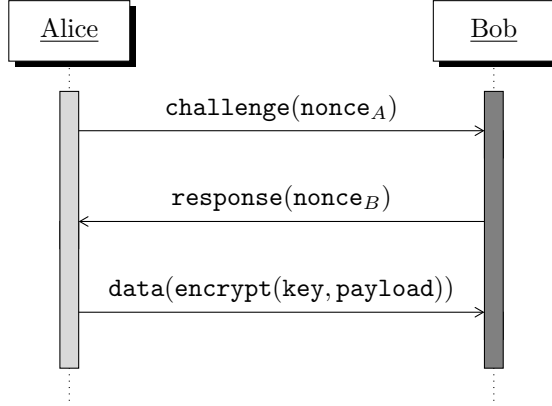 Alice
Bob
challenge(nonce_A)
response(nonce_B)
data(encrypt(key,payload))